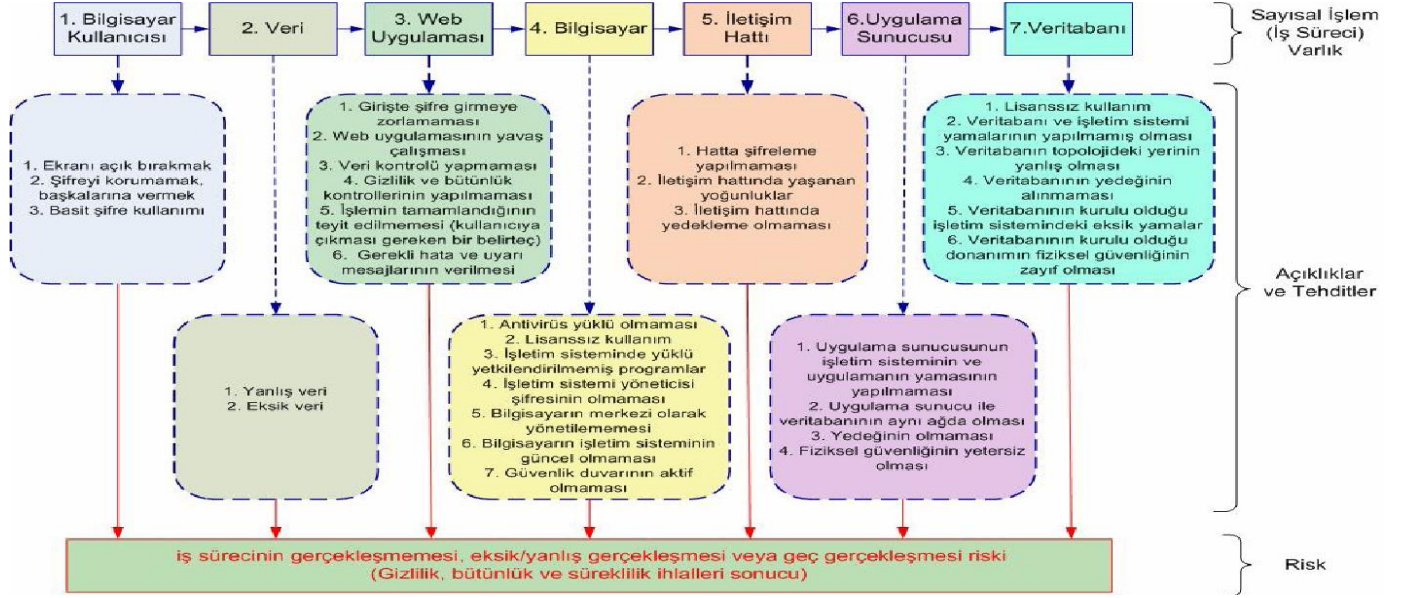 1. Bilgisayar
Kullanıcısı
2. Veri
3. Web
Uygulaması
4. Bilgisayar
5. İletişim
Hattı
6.Uygulama
Sunucusu
7.Veritabanı
Sayısal İşlem
(İş Süreci)
Varlık
1. Ekranı açık bırakmak
2. Şifreyi korumamak,
başkalarına vermek
3. Basit şifre kullanımı
1. Girişte şifre girmeye
zorlamaması
2. Web uygulamasının yavaş
çalışması
3. Veri kontrolü yapmaması
4. Gizlilik ve bütünlük
kontrollerinin yapılmaması
5. İşlemin tamamlandığının
teyit edilmemesi (kullanıcıya
çıkması gereken bir belirteç)
6. Gerekli hata ve uyarı
mesajlarının verilmesi
1. Hatta şifreleme
yapılmaması
2. İletişim hattında yaşanan
yoğunluklar
3. İletişim hattında
yedekleme olmaması
1. Lisanssız kullanım
2. Veritabanı ve işletim sistemi
yamalarının yapılmamış olması
3. Veritabanın topolojideki yerinin
yanlış olması
4. Veritabanının yedeğinin
alınmaması
5. Veritabanının kurulu olduğu
işletim sistemindeki eksik yamalar
6. Veritabanının kurulu olduğu
donanımın fiziksel güvenliğinin
zayıf olması
Açıklıklar
ve Tehditler
1. Yanlış veri
2. Eksik veri
1. Antivirüs yüklü olmaması
2. Lisanssız kullanım
3. İşletim sisteminde yüklü
yetkilendirilmemiş programlar
4. İşletim sistemi yöneticisi
şifresinin olmaması
5. Bilgisayarın merkezi olarak
yönetilememesi
6. Bilgisayarın işletim sisteminin
güncel olmaması
7. Güvenlik duvarının aktif
olmaması
1. Uygulama sunucusunun
işletim sisteminin ve
uygulamanın yamasının
yapılmaması
2. Uygulama sunucu ile
veritabanının aynı ağda olması
3. Yedeğinin olmaması
4. Fiziksel güvenliğinin yetersiz
olması
iş sürecinin gerçekleşmemesi, eksik/yanlış gerçekleşmesi veya geç gerçekleşmesi riski
(Gizlilik, bütünlük ve süreklilik ihlalleri sonucu)
Risk